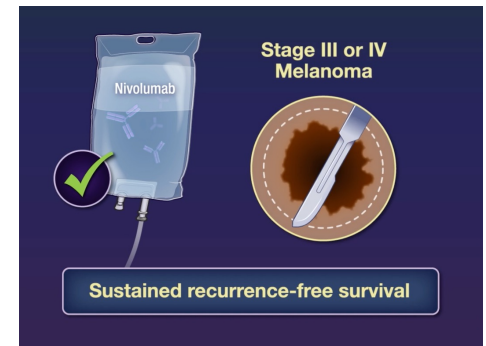 Nivolumab
Stage III or IV
Melanoma
Sustained recurrence-free survival